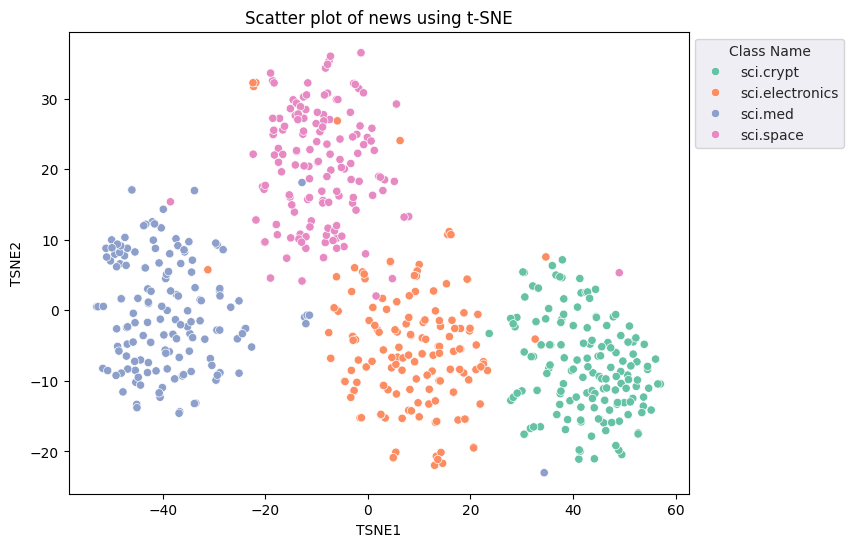 Scatter plot of news using t-SNE
Class Name
sci.crypt
sci.electronics
sci.med
sci.space
TSNE2
30
20
10
0
−10
−20
−40
−20
0
20
40
60
TSNE1